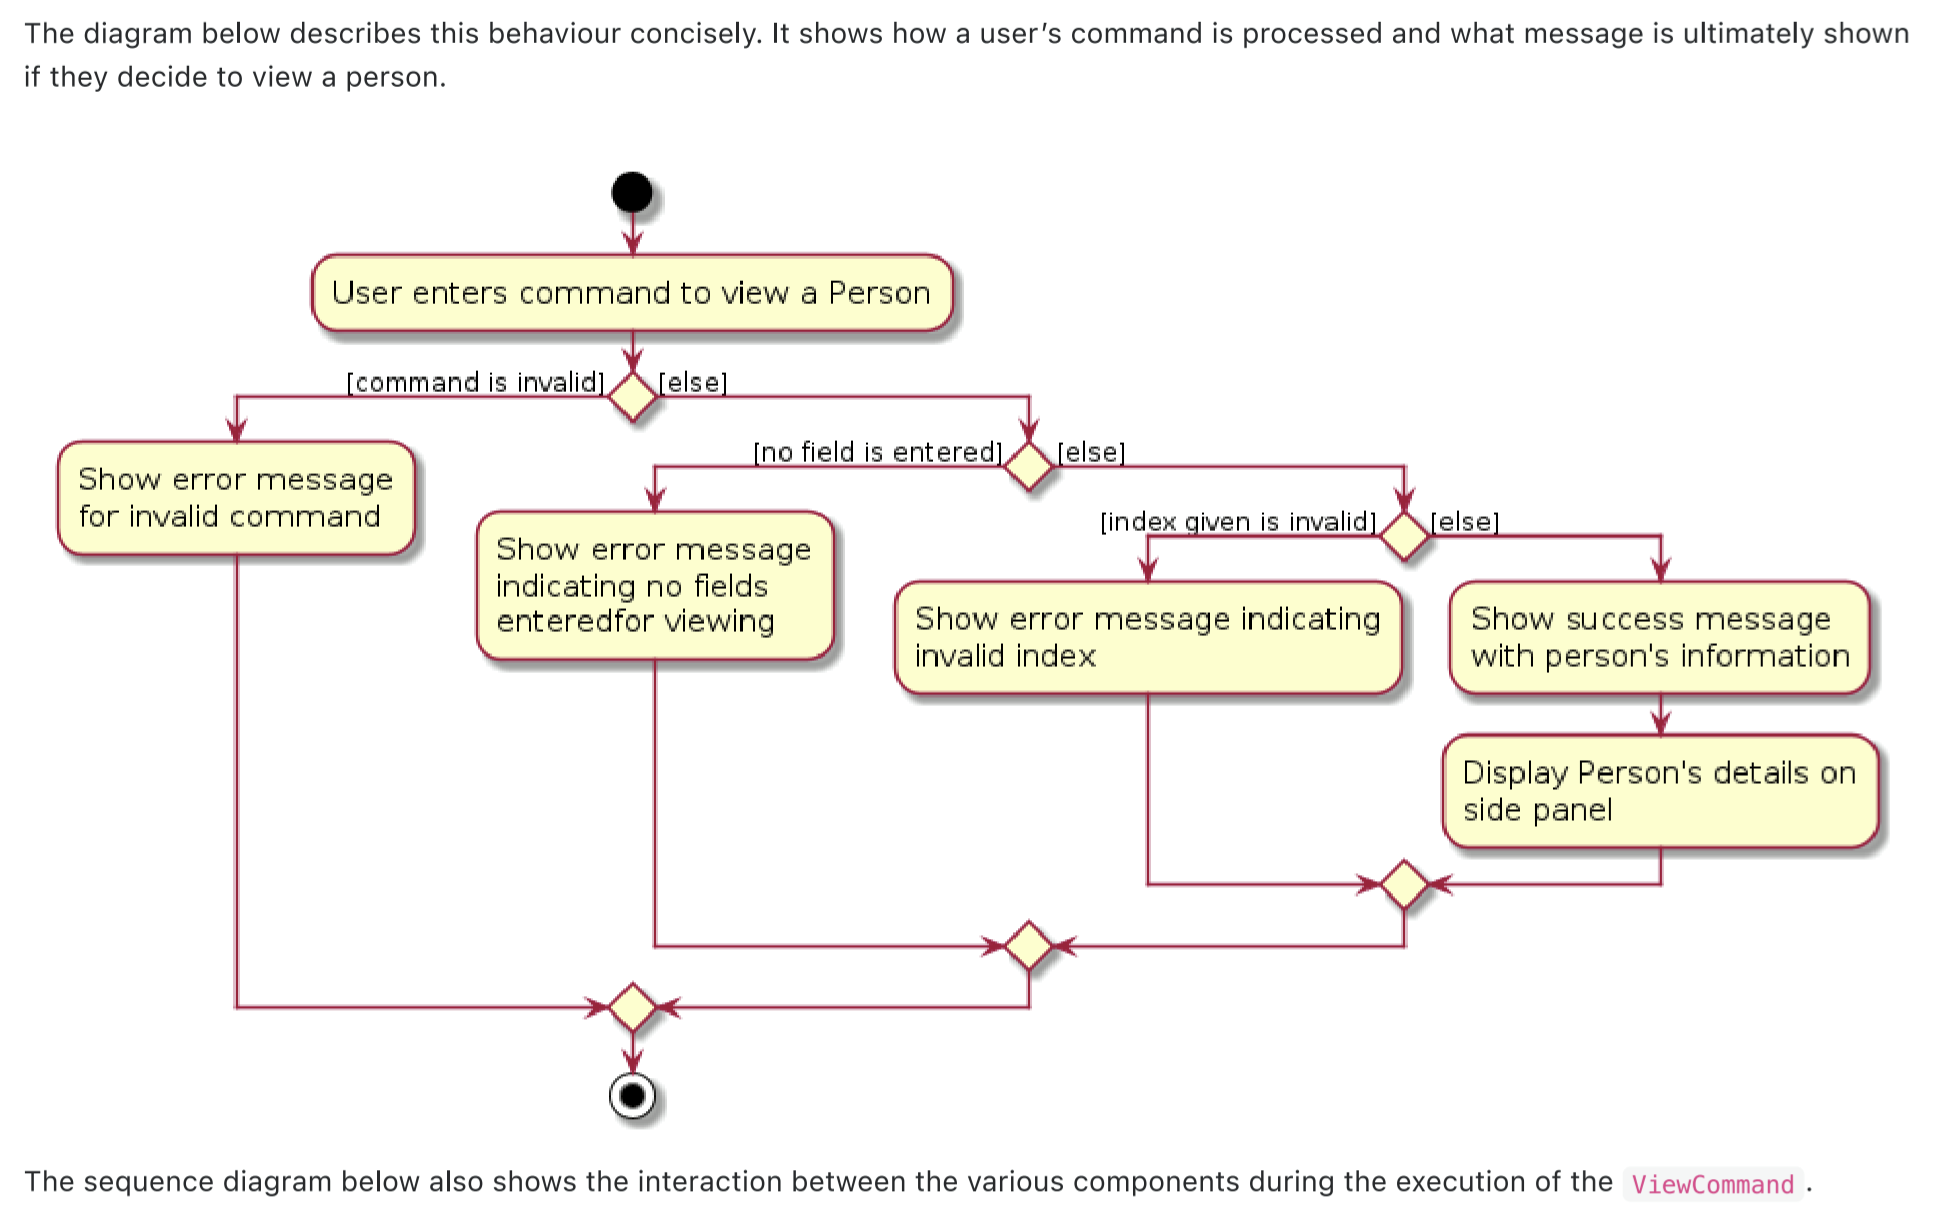 The diagram below describes this behaviour concisely. It shows how a user's command is processed and what message is ultimately shown
if they decide to view a person.
User enters command to view a Person
[command is invalid]
[else]
[no field is entered]
[else]
[index given is invalid]
[else]
Show error message
for invalid command
Show error message
indicating no fields
enteredfor viewing
Show error message indicating
invalid index
Show success message
with person's information
Display Person's details on
side panel
The sequence diagram below also shows the interaction between the various components during the execution of the ViewCommand .